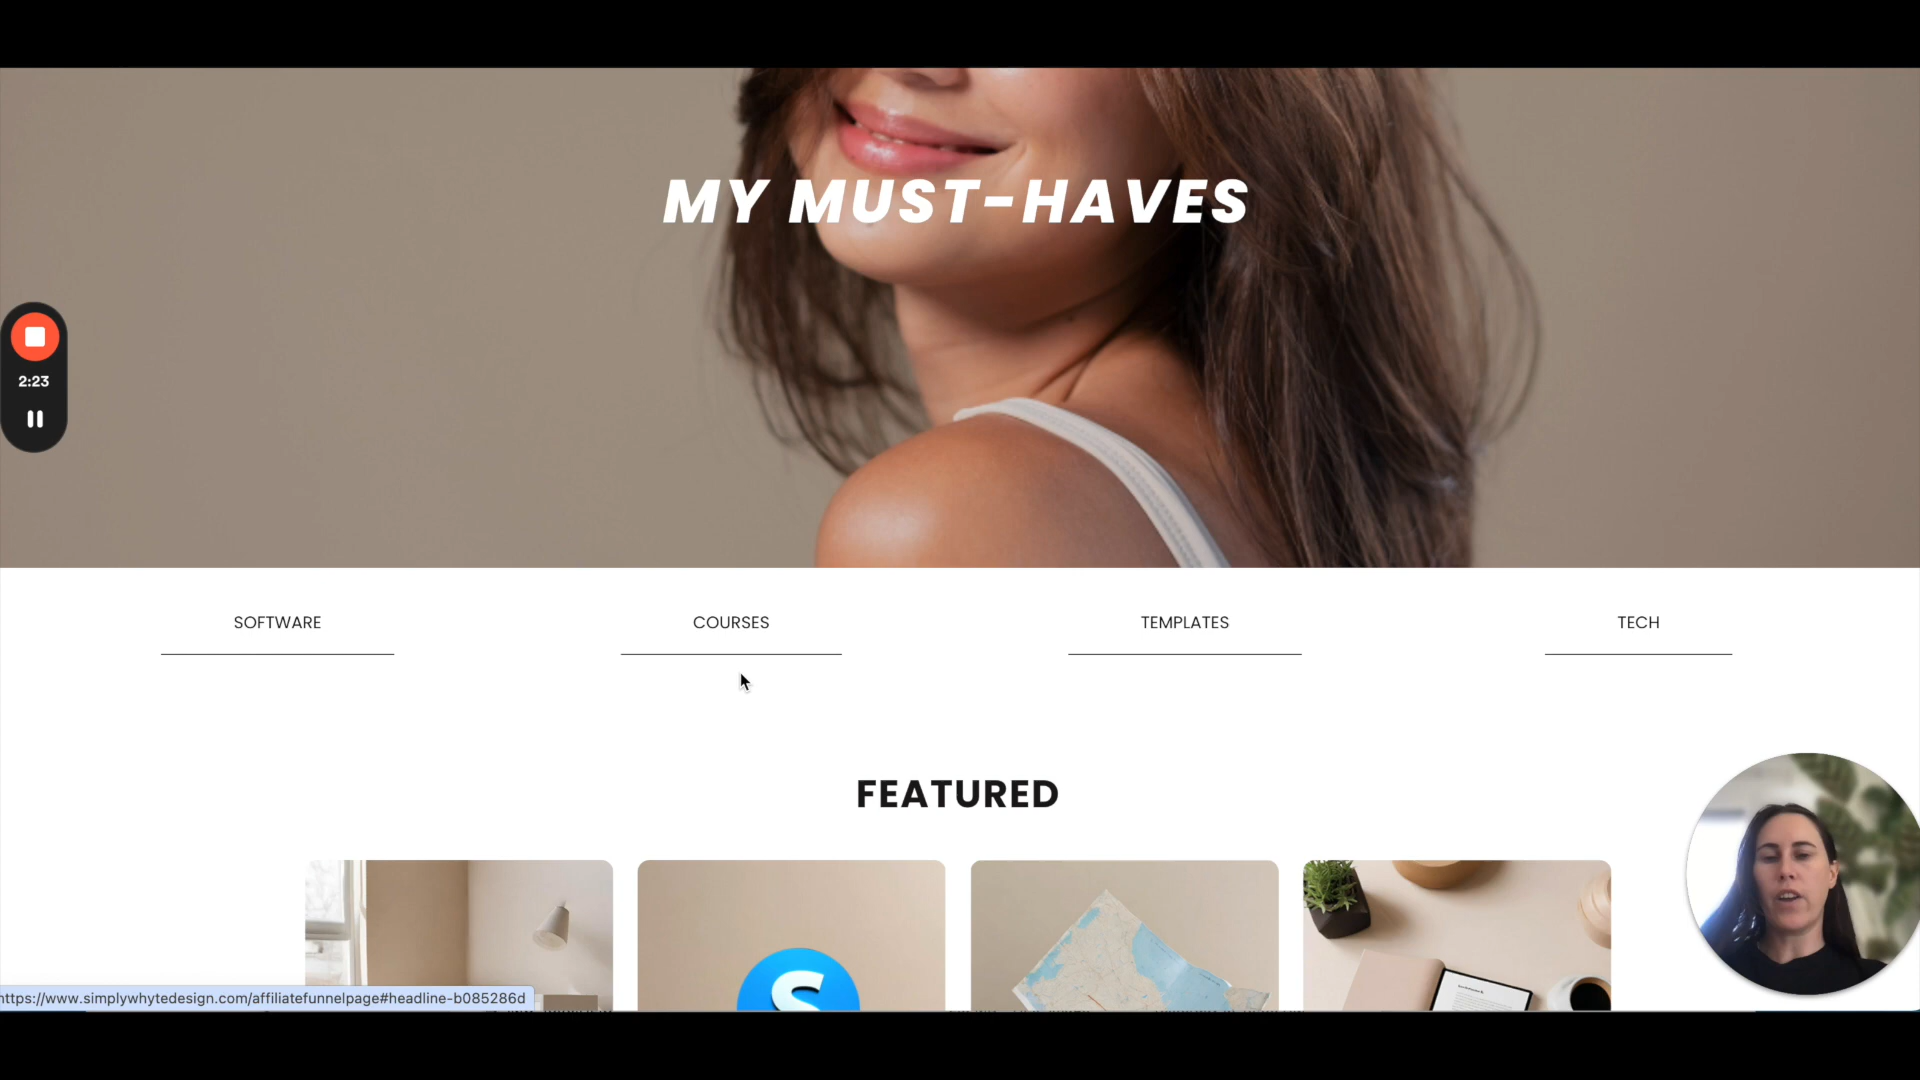 MY MUST-HAVES
2:23
SOFTWARE COURSES TEMPLATES TECH
FEATURED
S
https://www.simplywhytedesign.com/affiliatefunnelpage#headline-b085286d